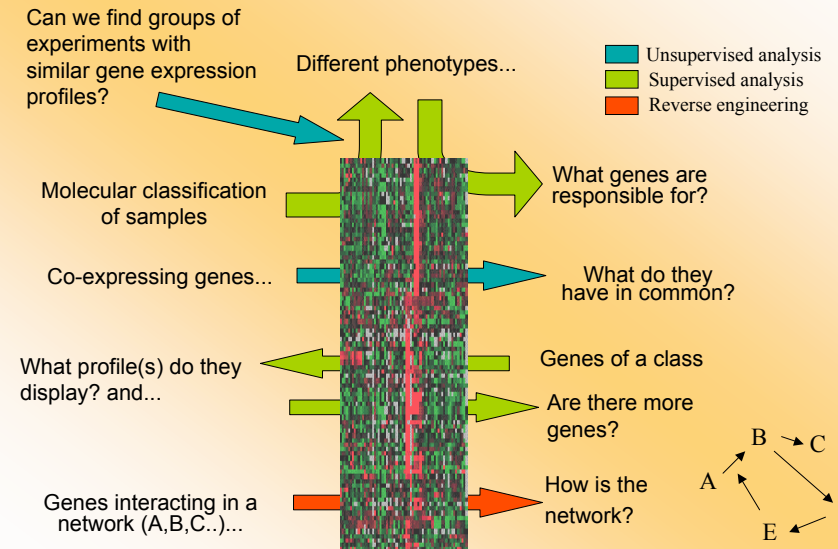 Can we find groups of
experiments with
similar gene expression
profiles?
Different phenotypes...
Unsupervised analysis
Supervised analysis
Reverse engineering
Molecular classification
of samples
What genes are
responsible for?
Co-expressing genes...
What do they
have in common?
What profile(s) do they
display? and...
Genes of a class
Are there more
genes?
Genes interacting in a
network (A,B,C..)...
How is the
network?
B
C
A
E